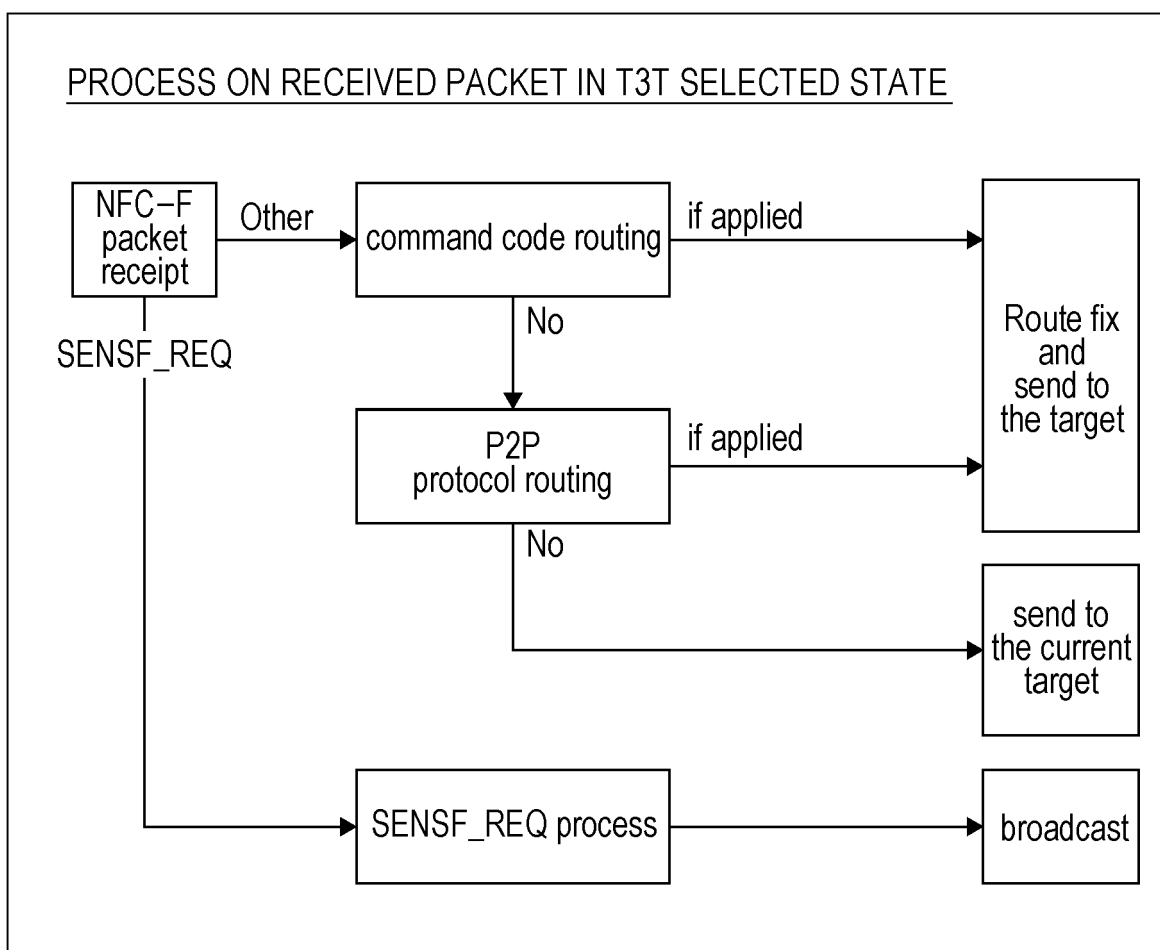 PROCESS ON RECEIVED PACKET IN T3T SELECTED STATE
NFC-F
packet
receipt
Other
command code routing
if applied
Route fix
and
send to
the target
No
SENSF_REQ
P2P
protocol routing
if applied
No
send to
the current
target
SENSF_REQ process
broadcast